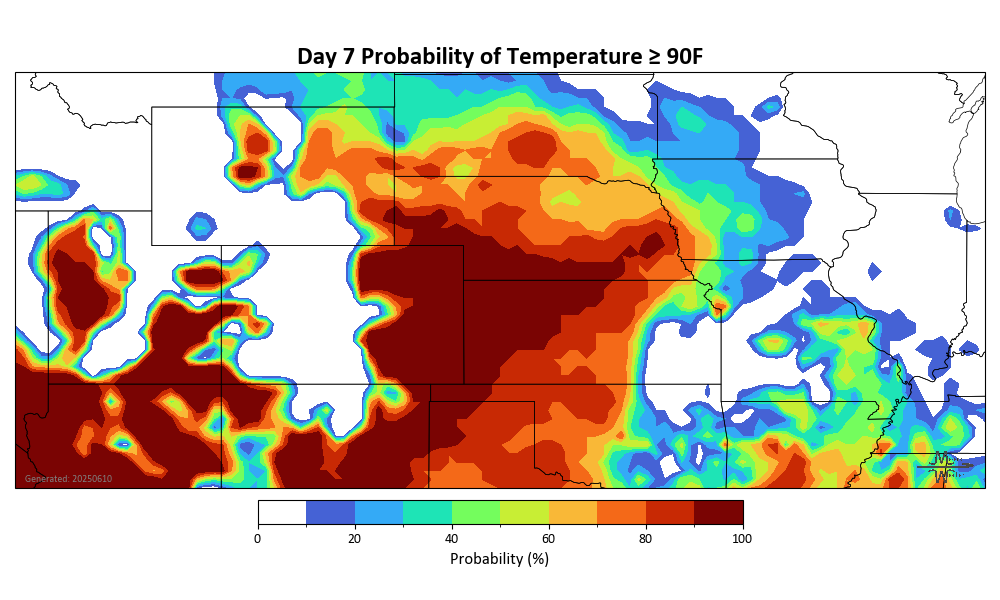 Day 7 Probability of Temperature ≥ 90F
Generated: 20250610
0 20 40 60 80 100
Probability (%)